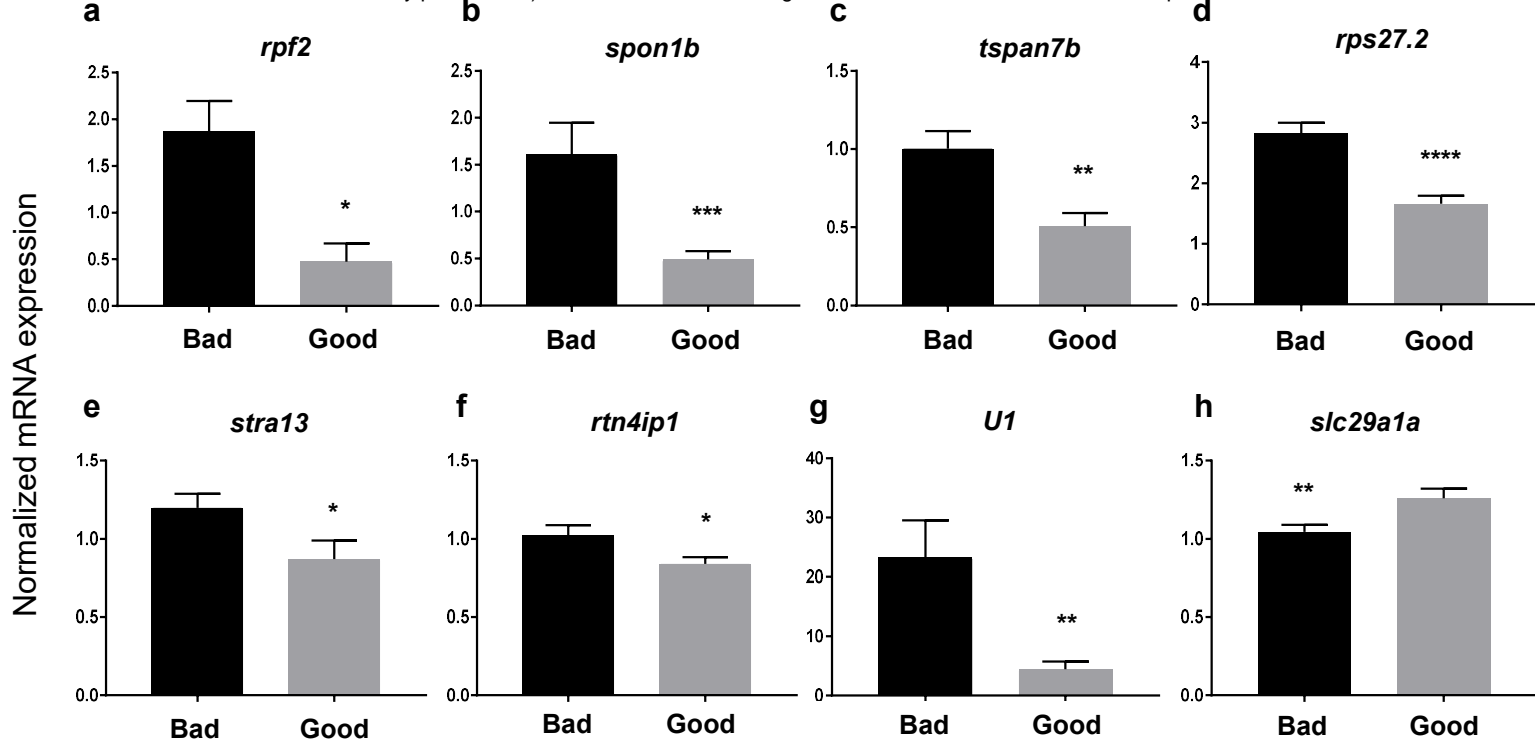 a b c d
rpf2 spon1b tspan7b rps27.2
2.5 2.5 1.5 4
2.0 2.0 3
1.5 1.5 1.0 **** 
* *** ** 2
1.0 1.0 0.5
0.5 0.5 1
0.0 0.0 0.0 0
Bad Good Bad Good Bad Good Bad Good
Normalized mRNA expression
e f g h
stra13 rtn4ip1 U1 slc29a1a
1.5 1.5 40 1.5
* * 30 **
1.0 1.0 20 1.0
0.5 0.5 ** 0.5
10
0.0 0.0 0 0.0
Bad Good Bad Good Bad Good Bad Good